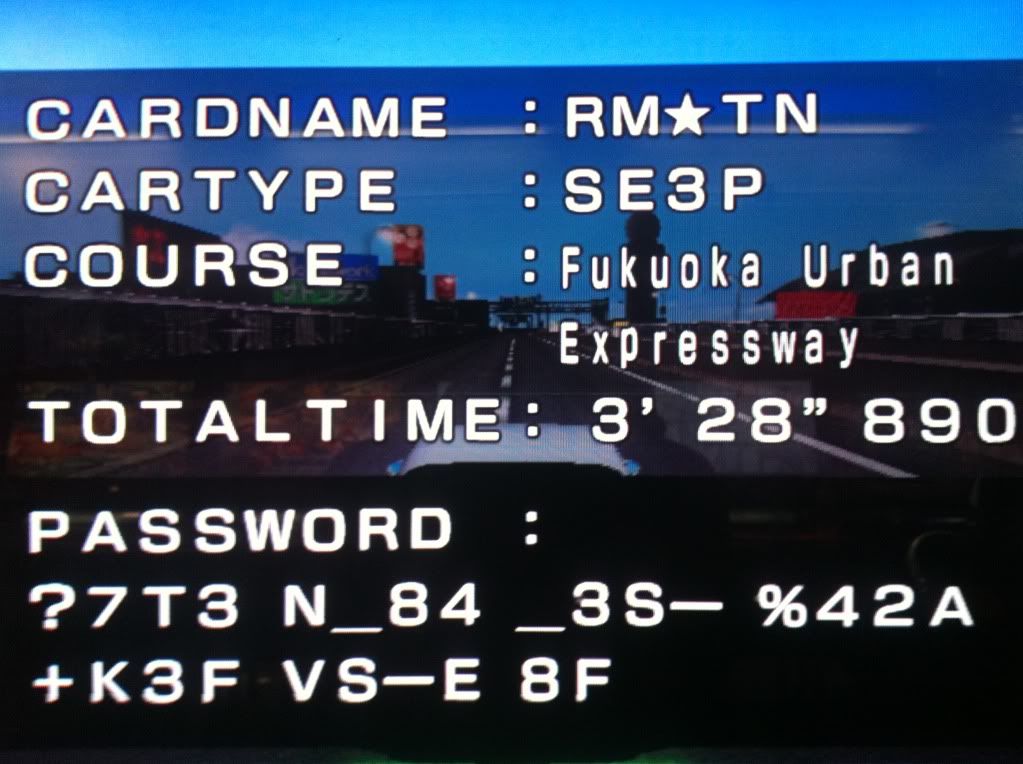 CARDNAME : RM★TN
CARTYPE : SE3P
COURSE : Fukuoka Urban
Expressway
TOTALTIME: 3’ 28” 890
PASSWORD :
?7T3 N_84 _3S− %42A
+K3F VS−E 8F